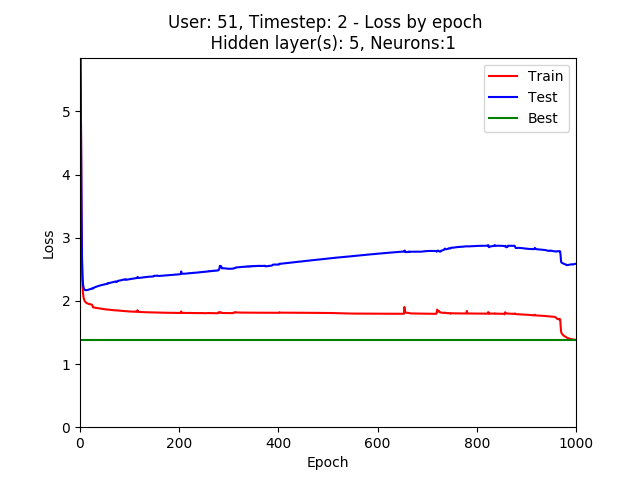 User: 51, Timestep: 2 - Loss by epoch
Hidden layer(s): 5, Neurons:1
Train
Test
Best
5
4
3
2
1
0
Loss
0 200 400 600 800 1000
Epoch